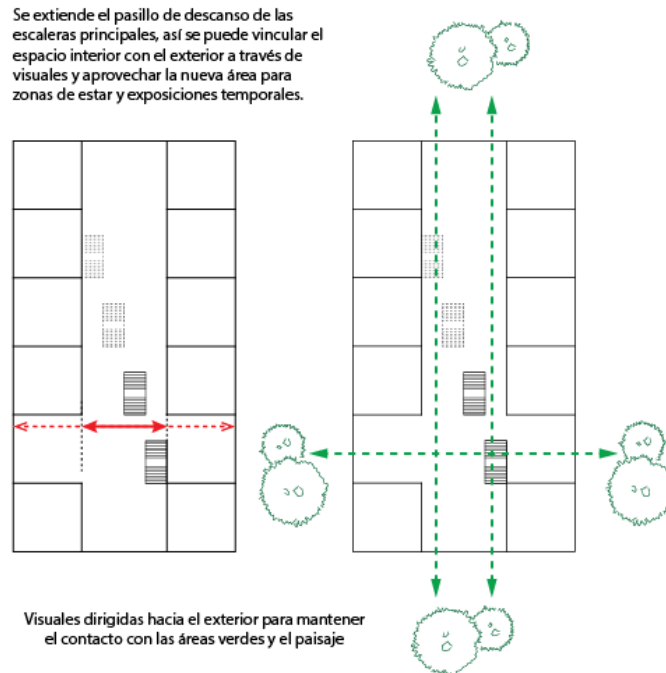 Se extiende el pasillo de descanso de las
escaleras principales, así se puede vincular el
espacio interior con el exterior a través de
visuales y aprovechar la nueva área para
zonas de estar y exposiciones temporales.
Visuales dirigidas hacia el exterior para mantener
el contacto con las áreas verdes y el paisaje